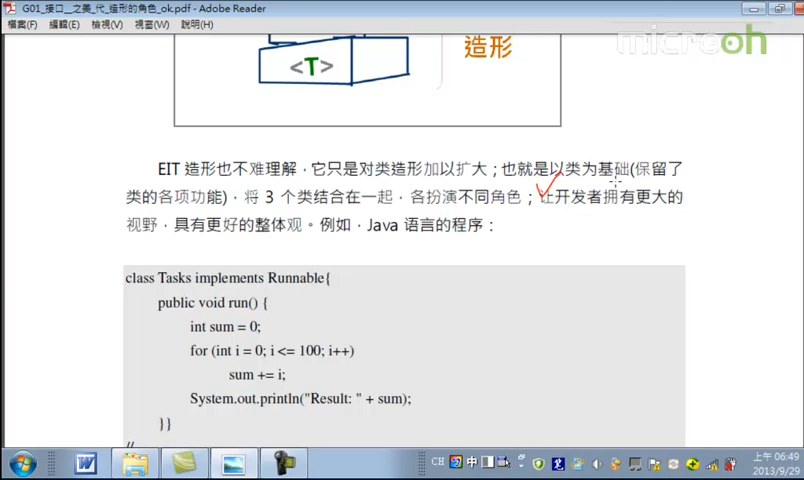 G01_接口__之美_代_造形的角色_ok.pdf - Adobe Reader
檔案(F) 編輯(E) 檢視(V) 視窗(W) 說明(H)
microoh
<T>
造形
EIT 造形也不难理解，它只是对类造形加以扩大；也就是以类为基础(保留了
类的各项功能)，将 3 个类结合在一起，各扮演不同角色；让开发者拥有更大的
视野，具有更好的整体观。例如，Java 语言的程序：
class Tasks implements Runnable{
public void run() {
int sum = 0;
for (int i = 0; i <= 100; i++)
sum += i;
System.out.println("Result: " + sum);
}}
//
CH 中
上午 06:49
2013/9/29